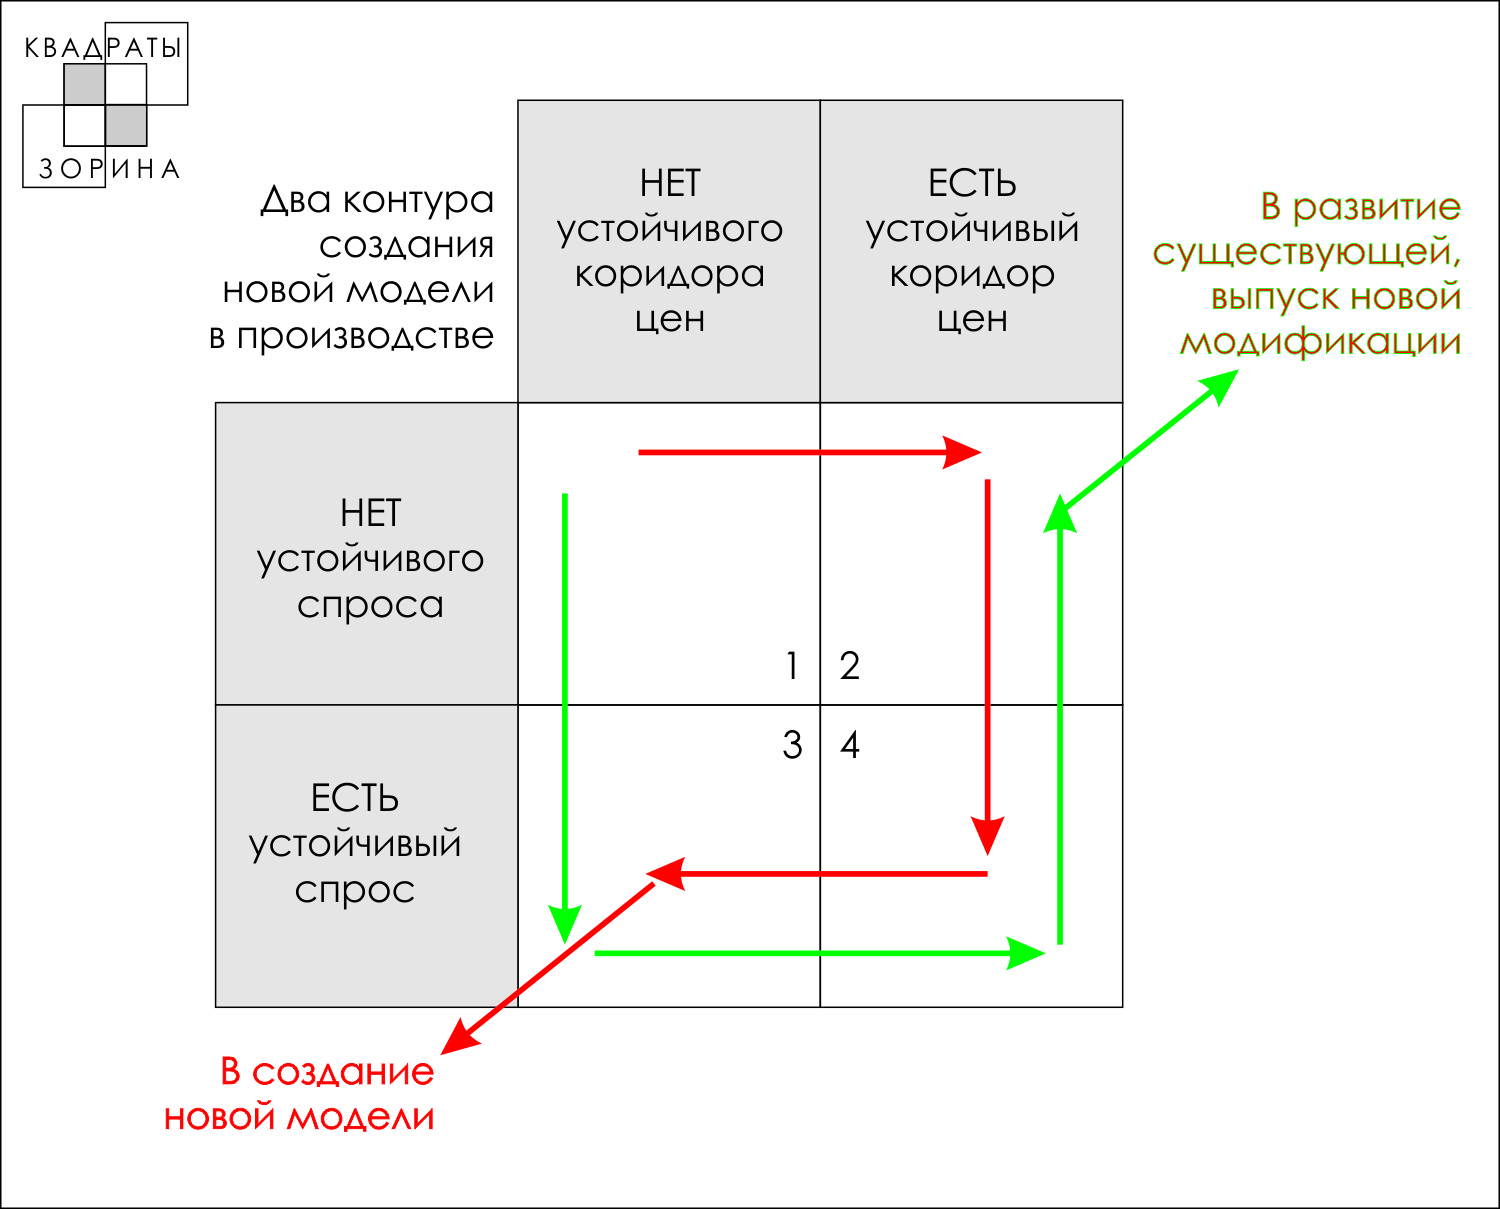 КВАДРАТЫ
ЗОРИНА
Два контура
создания
новой модели
в производстве
НЕТ
устойчивого
коридора
цен
ЕСТЬ
устойчивый
коридор
цен
В развитие
существующей,
выпуск новой
модификации
НЕТ
устойчивого
спроса
1
2
3
4
ЕСТЬ
устойчивый
спрос
В создание
новой модели